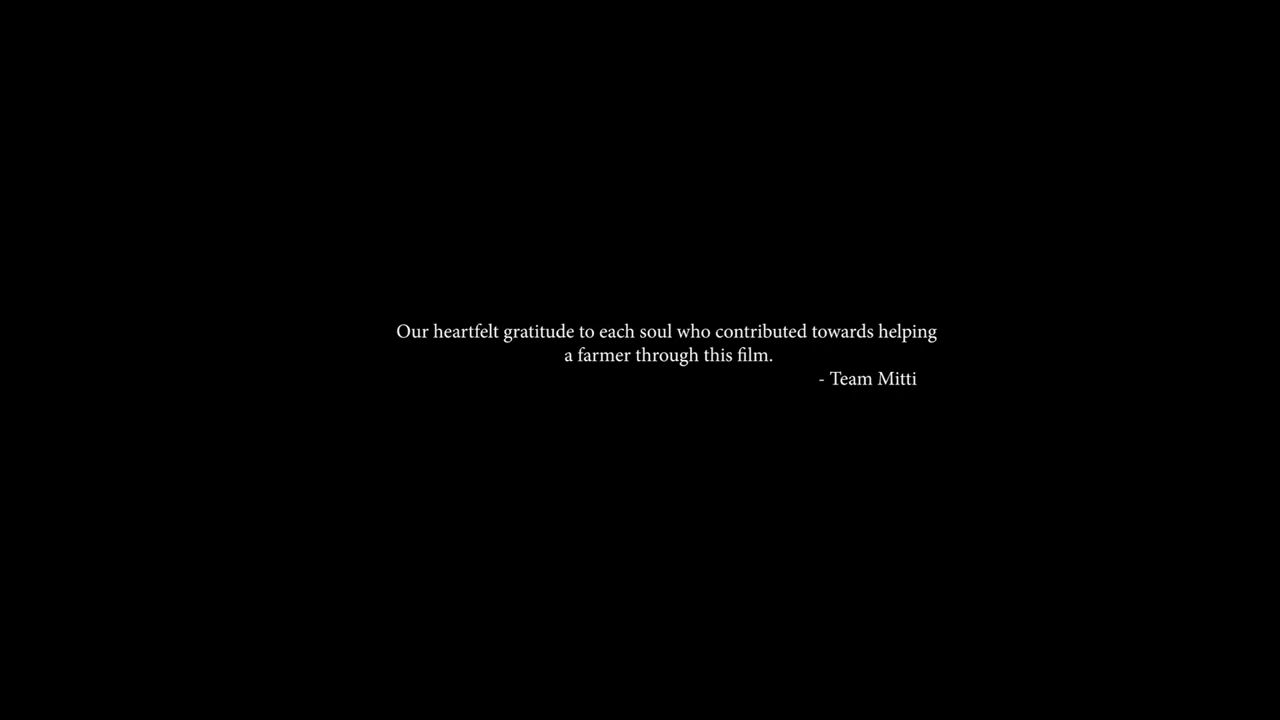 Our heartfelt gratitude to each soul who contributed towards helping
a farmer through this film.
- Team Mitti